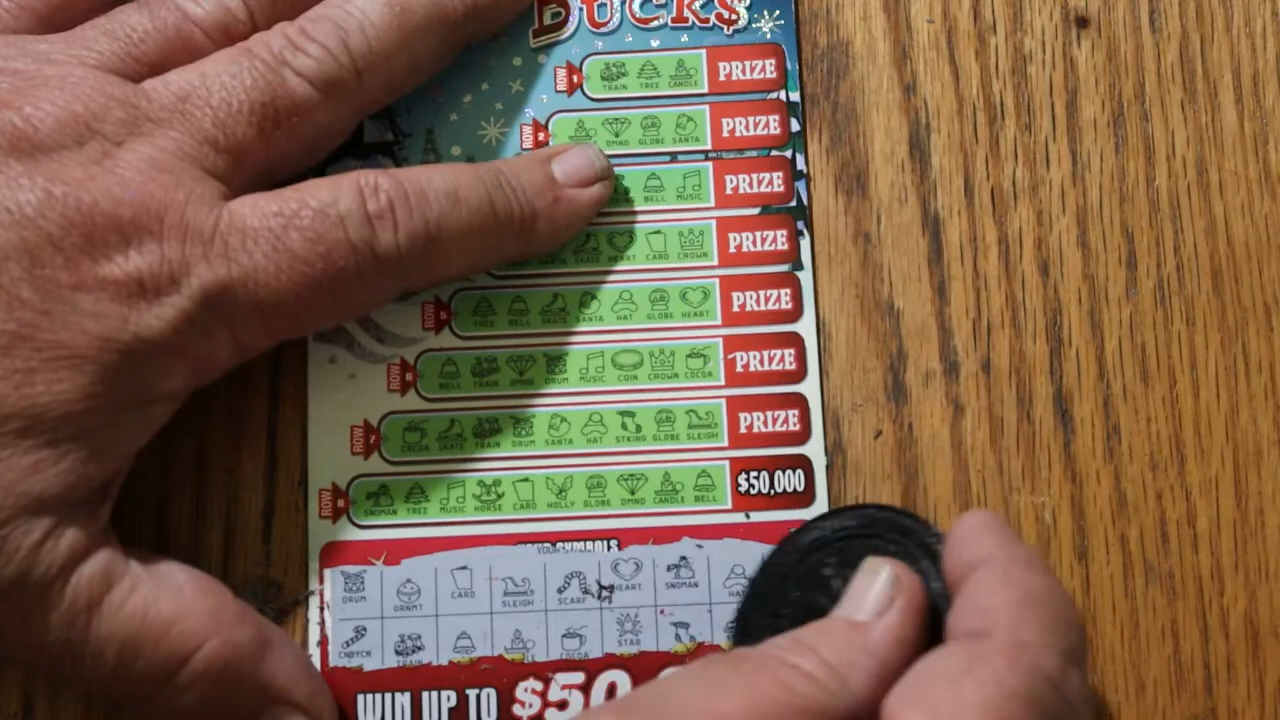 BUCK$
ROW 1 TRAIN TREE CANDLE PRIZE
ROW 2 DMND GLOBE SANTA PRIZE
BELL MUSIC PRIZE
SKATE HEART CARD CROWN PRIZE
ROW 5 TREE BELL SKATE SANTA HAT GLOBE HEART PRIZE
ROW 6 BELL TRAIN DMND DRUM MUSIC COIN CROWN COCOA PRIZE
ROW 7 COCOA SKATE TRAIN DRUM SANTA HAT STKING GLOBE SLEIGH PRIZE
ROW 8 SNOMAN TREE MUSIC HORSE CARD HOLLY GLOBE DMND CANDLE BELL $50,000
YOUR SYMBOLS
DRUM ORNMT CARD SLEIGH SCARF HEART SNOMAN HAT
CNDYCN TRAIN STAR COCOA
WIN UP TO $50